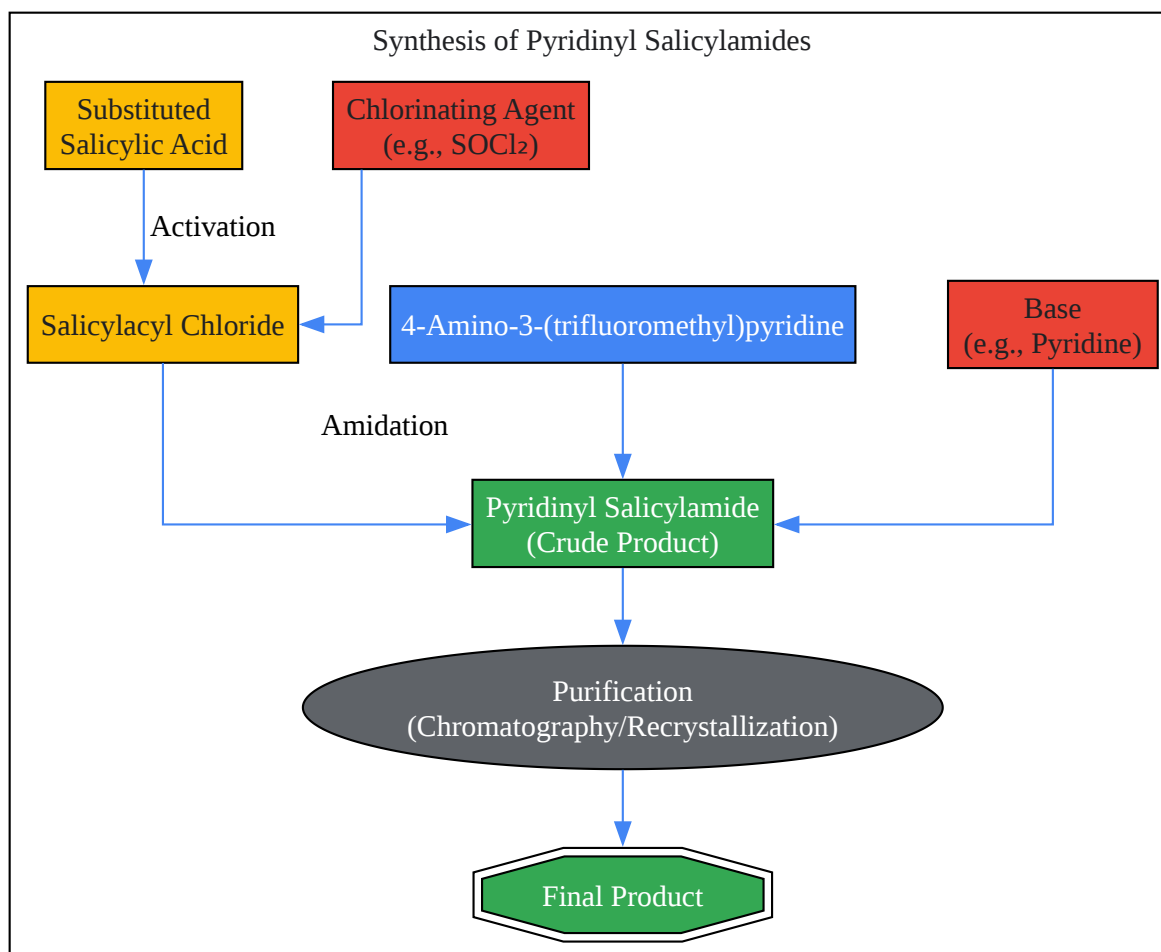 Synthesis of Pyridinyl Salicylamides
Substituted
Salicylic Acid
Chlorinating Agent
(e.g., SOCl₂)
Activation
Salicylacyl Chloride
4-Amino-3-(trifluoromethyl)pyridine
Base
(e.g., Pyridine)
Amidation
Pyridinyl Salicylamide
(Crude Product)
Purification
(Chromatography/Recrystallization)
Final Product